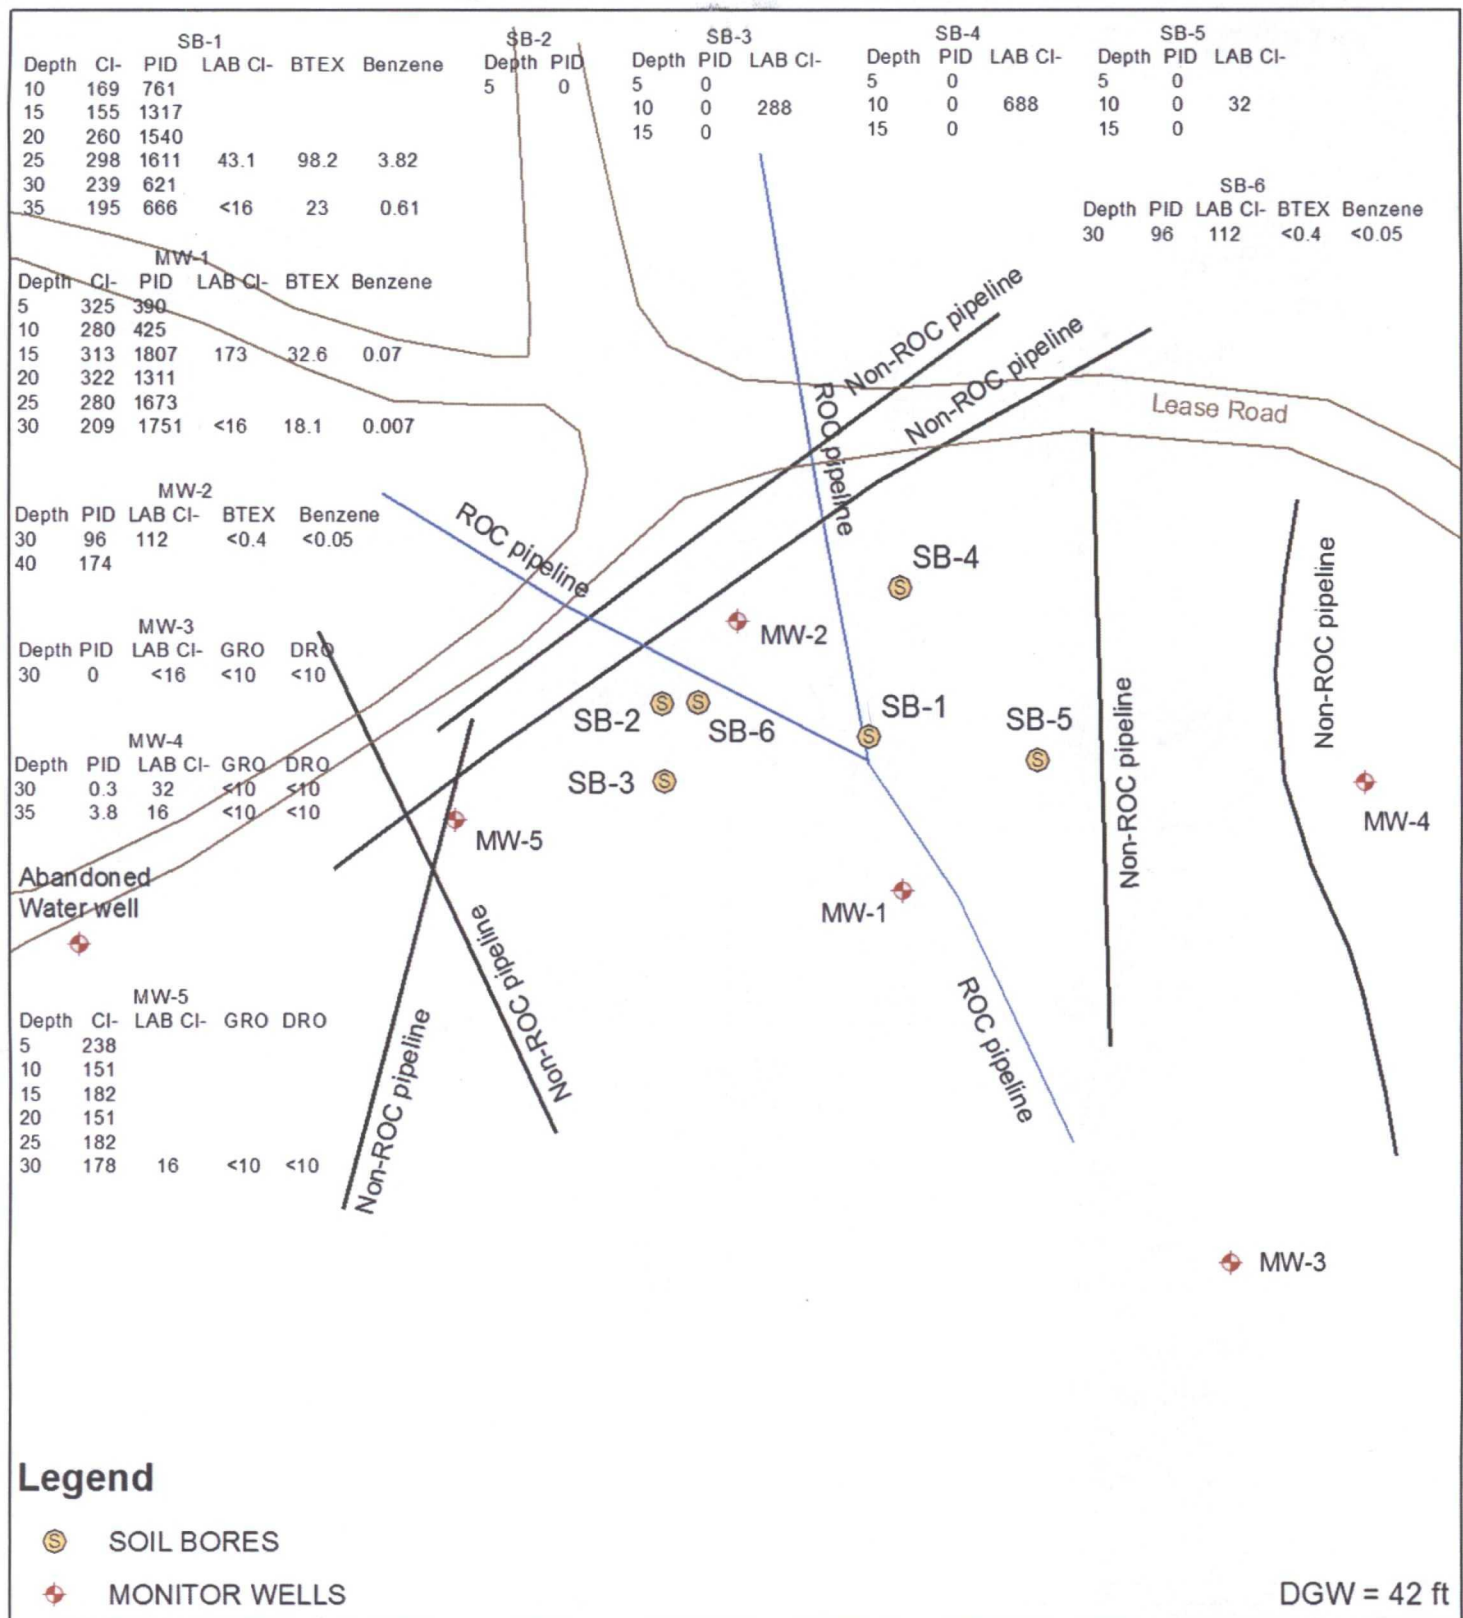 SB-1
Depth Cl- PID LAB Cl- BTEX Benzene
10 169 761
15 155 1317
20 260 1540
25 298 1611 43.1 98.2 3.82
30 239 621
35 195 666 <16 23 0.61
SB-2
Depth PID
5 0
SB-3
Depth PID LAB Cl-
5 0
10 0 288
15 0
SB-4
Depth PID LAB Cl-
5 0
10 0 688
15 0
SB-5
Depth PID LAB Cl-
5 0
10 0 32
15 0
SB-6
Depth PID LAB Cl- BTEX Benzene
30 96 112 <0.4 <0.05
MW-1
Depth Cl- PID LAB Cl- BTEX Benzene
5 325 390
10 280 425
15 313 1807 173 32.6 0.07
20 322 1311
25 280 1673
30 209 1751 <16 18.1 0.007
MW-2
Depth PID LAB Cl- BTEX Benzene
30 96 112 <0.4 <0.05
40 174
MW-3
Depth PID LAB Cl- GRO DRO
30 0 <16 <10 <10
MW-4
Depth PID LAB Cl- GRO DRO
30 0.3 32 <10 <10
35 3.8 16 <10 <10
Abandoned
Water well
MW-5
Depth Cl- LAB Cl- GRO DRO
5 238
10 151
15 182
20 151
25 182
30 178 16 <10 <10
Non-ROC pipeline
Non-ROC pipeline
Lease Road
ROC pipeline
ROC pipeline
SB-4
MW-2
Non-ROC pipeline
SB-1
SB-2
SB-6
SB-5
Non-ROC pipeline
SB-3
MW-4
MW-5
MW-1
Non-ROC pipeline
ROC pipeline
Non-ROC pipeline
MW-3
Legend
SOIL BORES
MONITOR WELLS
DGW = 42 ft